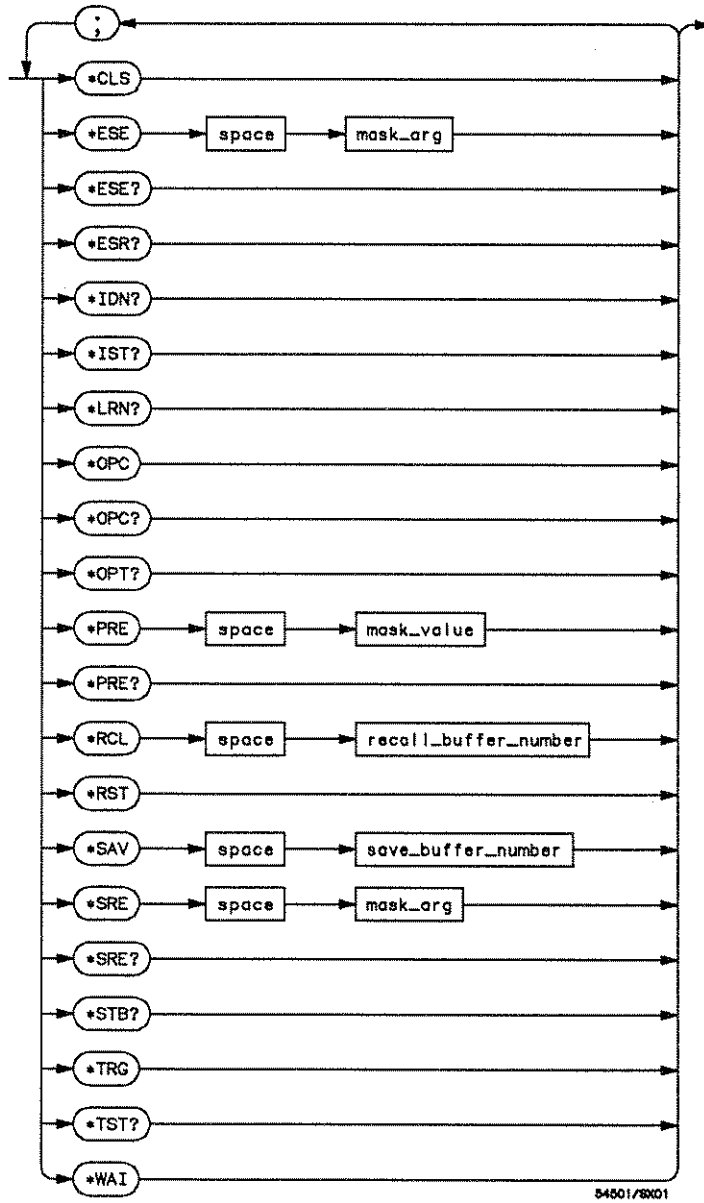 ;
*CLS
*ESE space mask_arg
*ESE?
*ESR?
*IDN?
*IST?
*LRN?
*OPC
*OPC?
*OPT?
*PRE space mask_value
*PRE?
*RCL space recall_buffer_number
*RST
*SAV space save_buffer_number
*SRE space mask_arg
*SRE?
*STB?
*TRG
*TST?
*WAI
54501/SX01